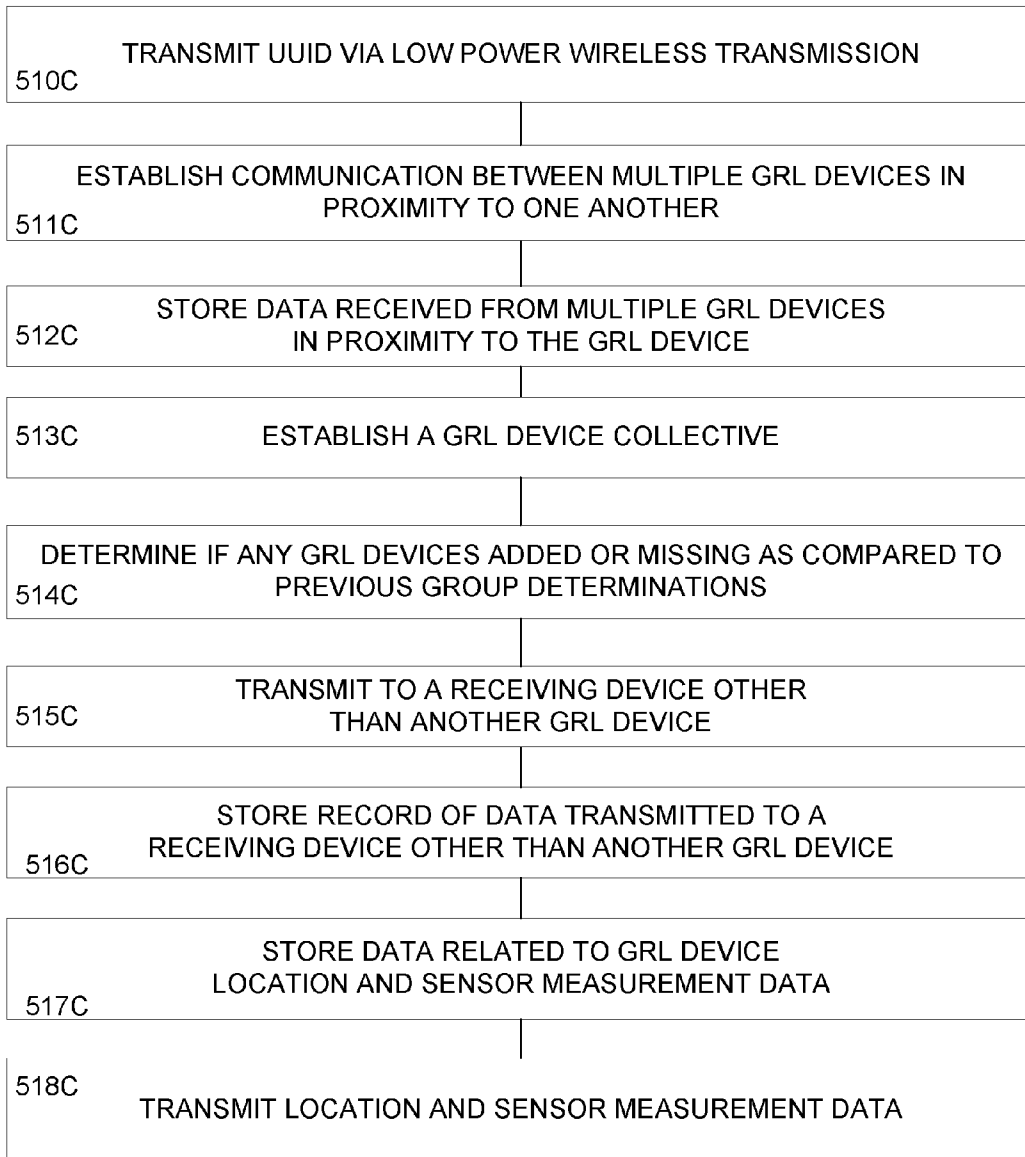 TRANSMIT UUID VIA LOW POWER WIRELESS TRANSMISSION
510C
ESTABLISH COMMUNICATION BETWEEN MULTIPLE GRL DEVICES IN
PROXIMITY TO ONE ANOTHER
511C
STORE DATA RECEIVED FROM MULTIPLE GRL DEVICES
512C
IN PROXIMITY TO THE GRL DEVICE
513C
ESTABLISH A GRL DEVICE COLLECTIVE
DETERMINE IF ANY GRL DEVICES ADDED OR MISSING AS COMPARED TO
PREVIOUS GROUP DETERMINATIONS
514C
TRANSMIT TO A RECEIVING DEVICE OTHER
515C
THAN ANOTHER GRL DEVICE
STORE RECORD OF DATA TRANSMITTED TO A
RECEIVING DEVICE OTHER THAN ANOTHER GRL DEVICE
516C
STORE DATA RELATED TO GRL DEVICE
LOCATION AND SENSOR MEASUREMENT DATA
517C
518C
TRANSMIT LOCATION AND SENSOR MEASUREMENT DATA